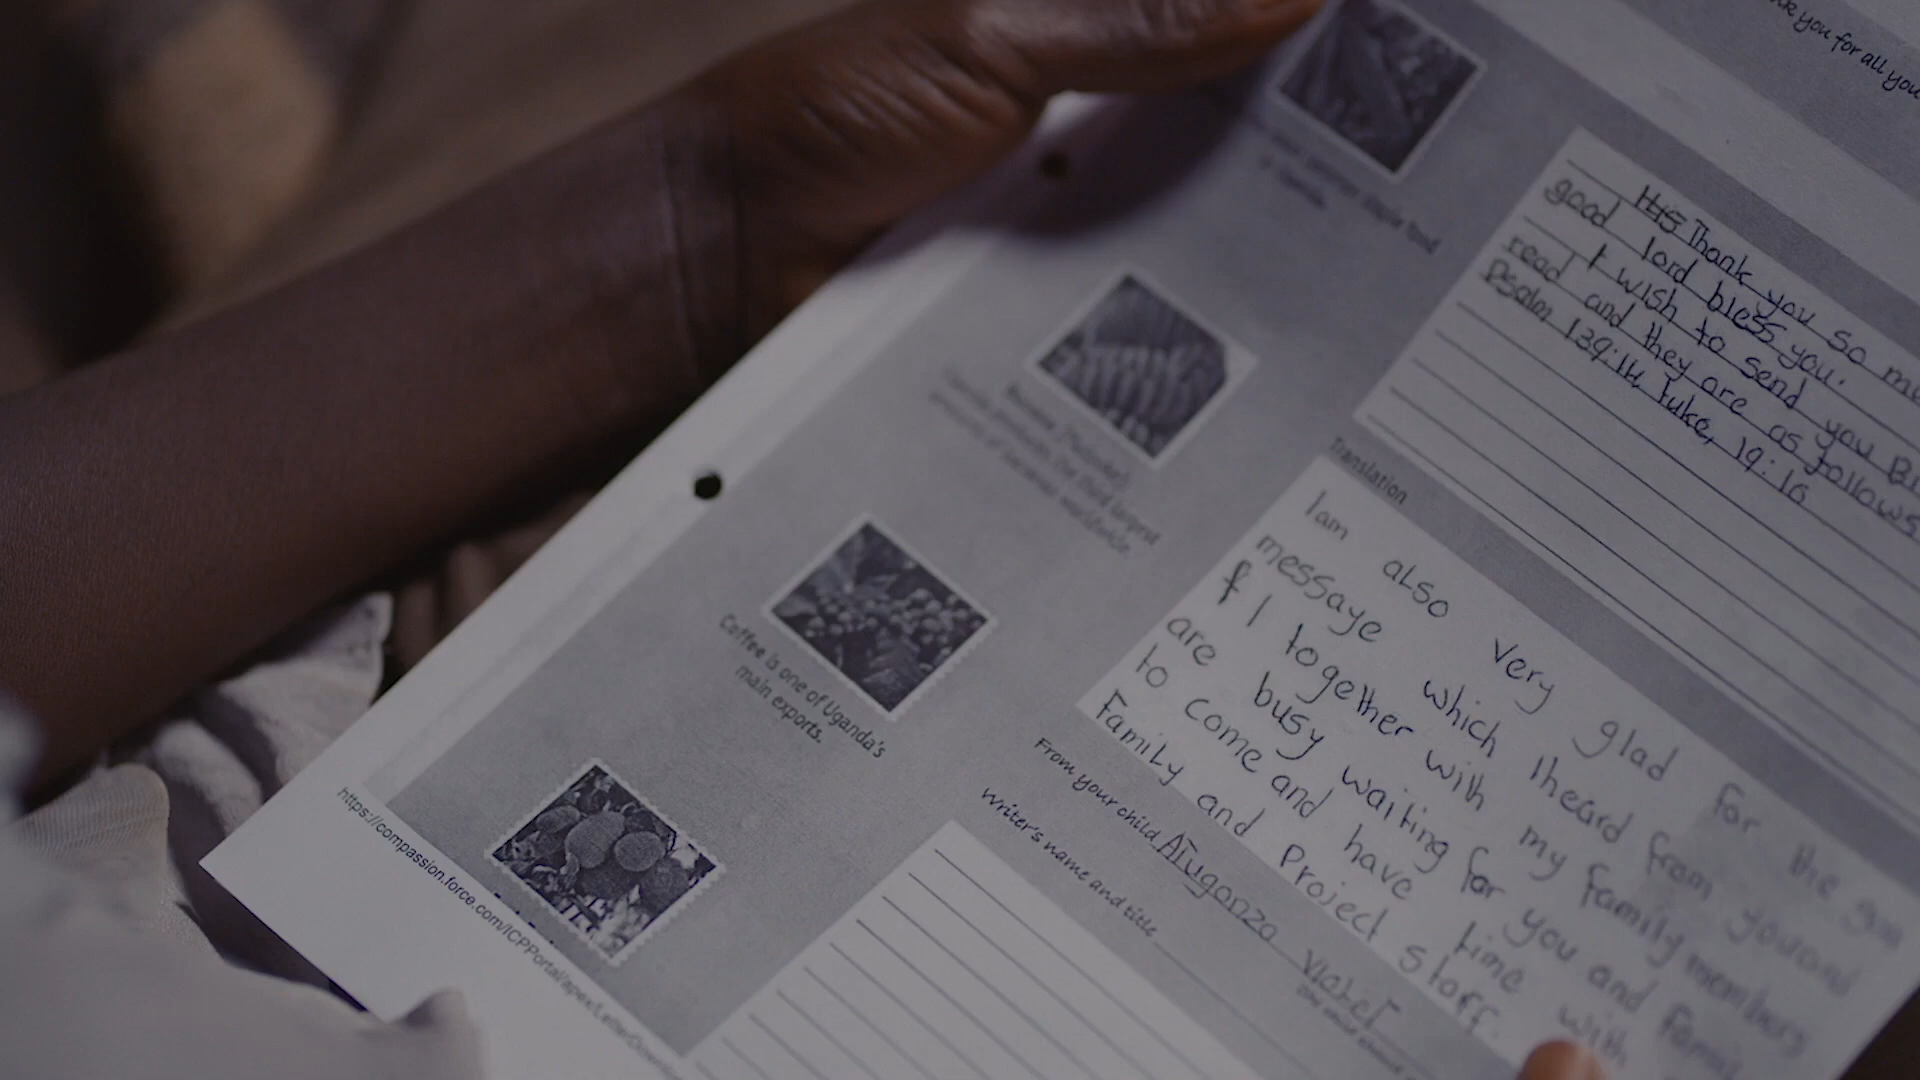 you for all you
Thank you so
good lord bless you.
I wish to send you
read and they are as follows
Psalm 139:14, Luke, 19:16
Translation
I am also very glad for the
message which I heard from you and
I together with my family members
are busy waiting for you and
to come and have time with
Family and Project staff.
From your child
Writer's name and title
Coffee is one of Uganda's
main exports.
https://compassion.force.com/ICPPortal/apex/